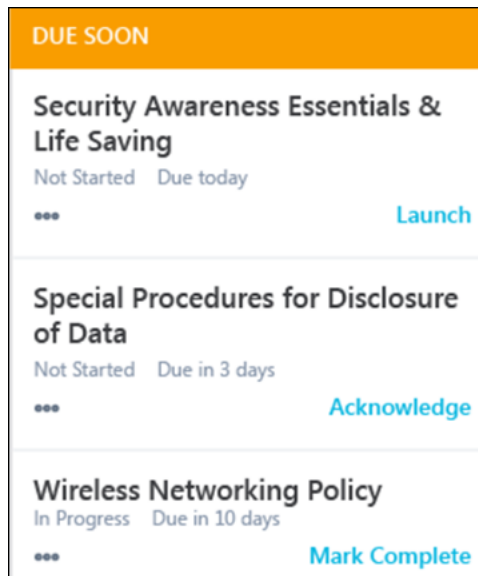 DUE SOON
Security Awareness Essentials &
Life Saving
Not Started Due today
••• Launch
Special Procedures for Disclosure
of Data
Not Started Due in 3 days
••• Acknowledge
Wireless Networking Policy
In Progress Due in 10 days
••• Mark Complete